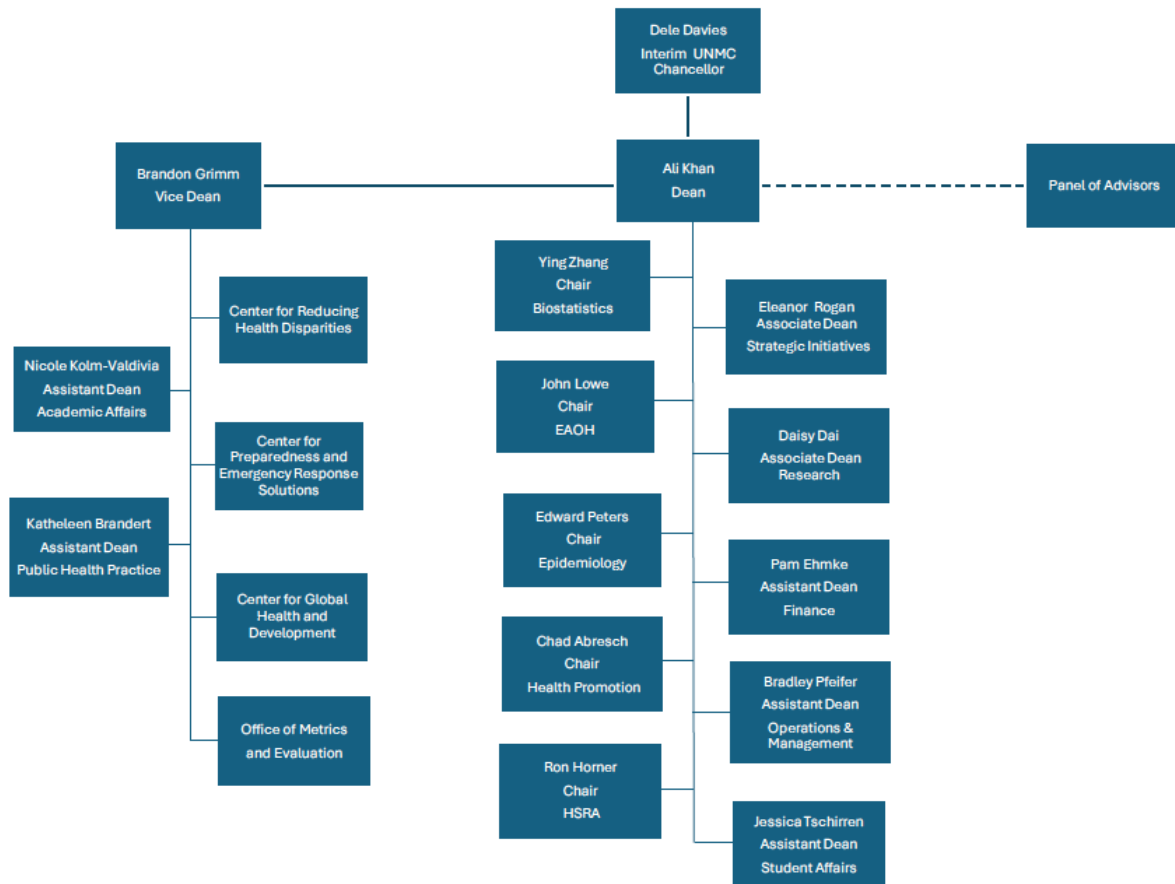 Dele Davies
Interim UNMC
Chancellor
Brandon Grimm
Vice Dean
Ali Khan
Dean
Panel of Advisors
Center for Reducing
Health Disparities
Nicole Kolm-Valdivia
Assistant Dean
Academic Affairs
Center for
Preparedness and
Emergency Response
Solutions
Katheleen Brandert
Assistant Dean
Public Health Practice
Center for Global
Health and
Development
Office of Metrics
and Evaluation
Ying Zhang
Chair
Biostatistics
Eleanor Rogan
Associate Dean
Strategic Initiatives
John Lowe
Chair
EAOH
Daisy Dai
Associate Dean
Research
Edward Peters
Chair
Epidemiology
Pam Ehmke
Assistant Dean
Finance
Chad Abresch
Chair
Health Promotion
Bradley Pfeifer
Assistant Dean
Operations &
Management
Ron Horner
Chair
HSRA
Jessica Tschirren
Assistant Dean
Student Affairs